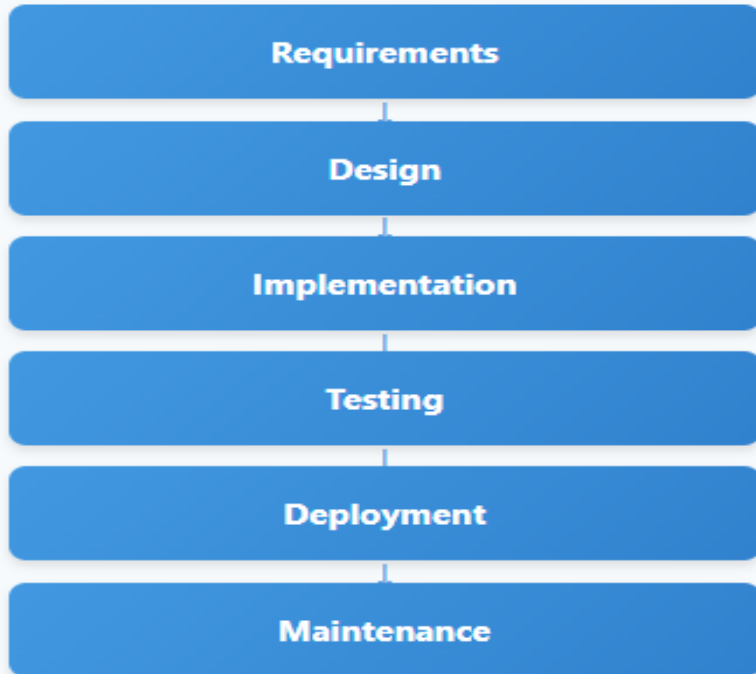 Requirements
Design
Implementation
Testing
Deployment
Maintenance